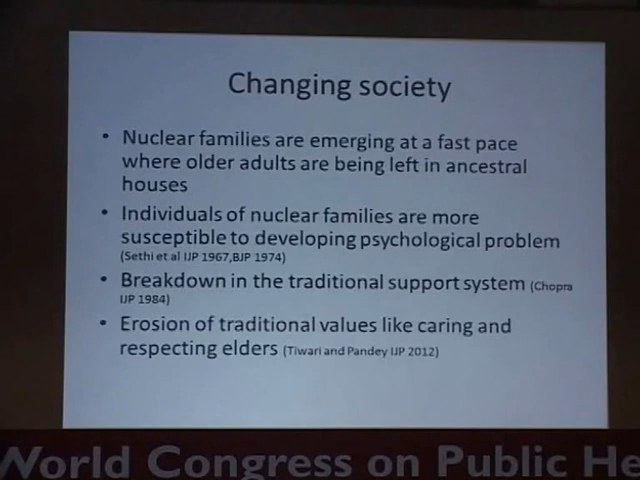 Changing society
• Nuclear families are emerging at a fast pace
where older adults are being left in ancestral
houses
• Individuals of nuclear families are more
susceptible to developing psychological problem
(Sethi et al IJP 1967,BJP 1974)
• Breakdown in the traditional support system (Chopra
IJP 1984)
• Erosion of traditional values like caring and
respecting elders (Tiwari and Pandey IJP 2012)
World Congress on Public He